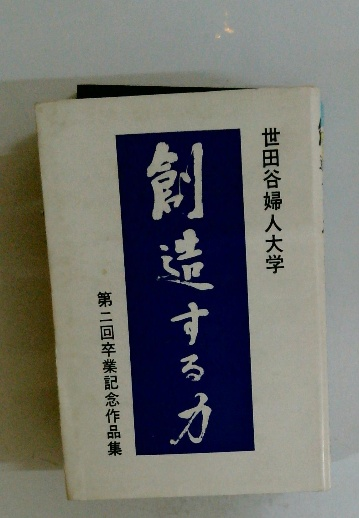 世田谷婦人大学
創造する力
第二回卒業記念作品集